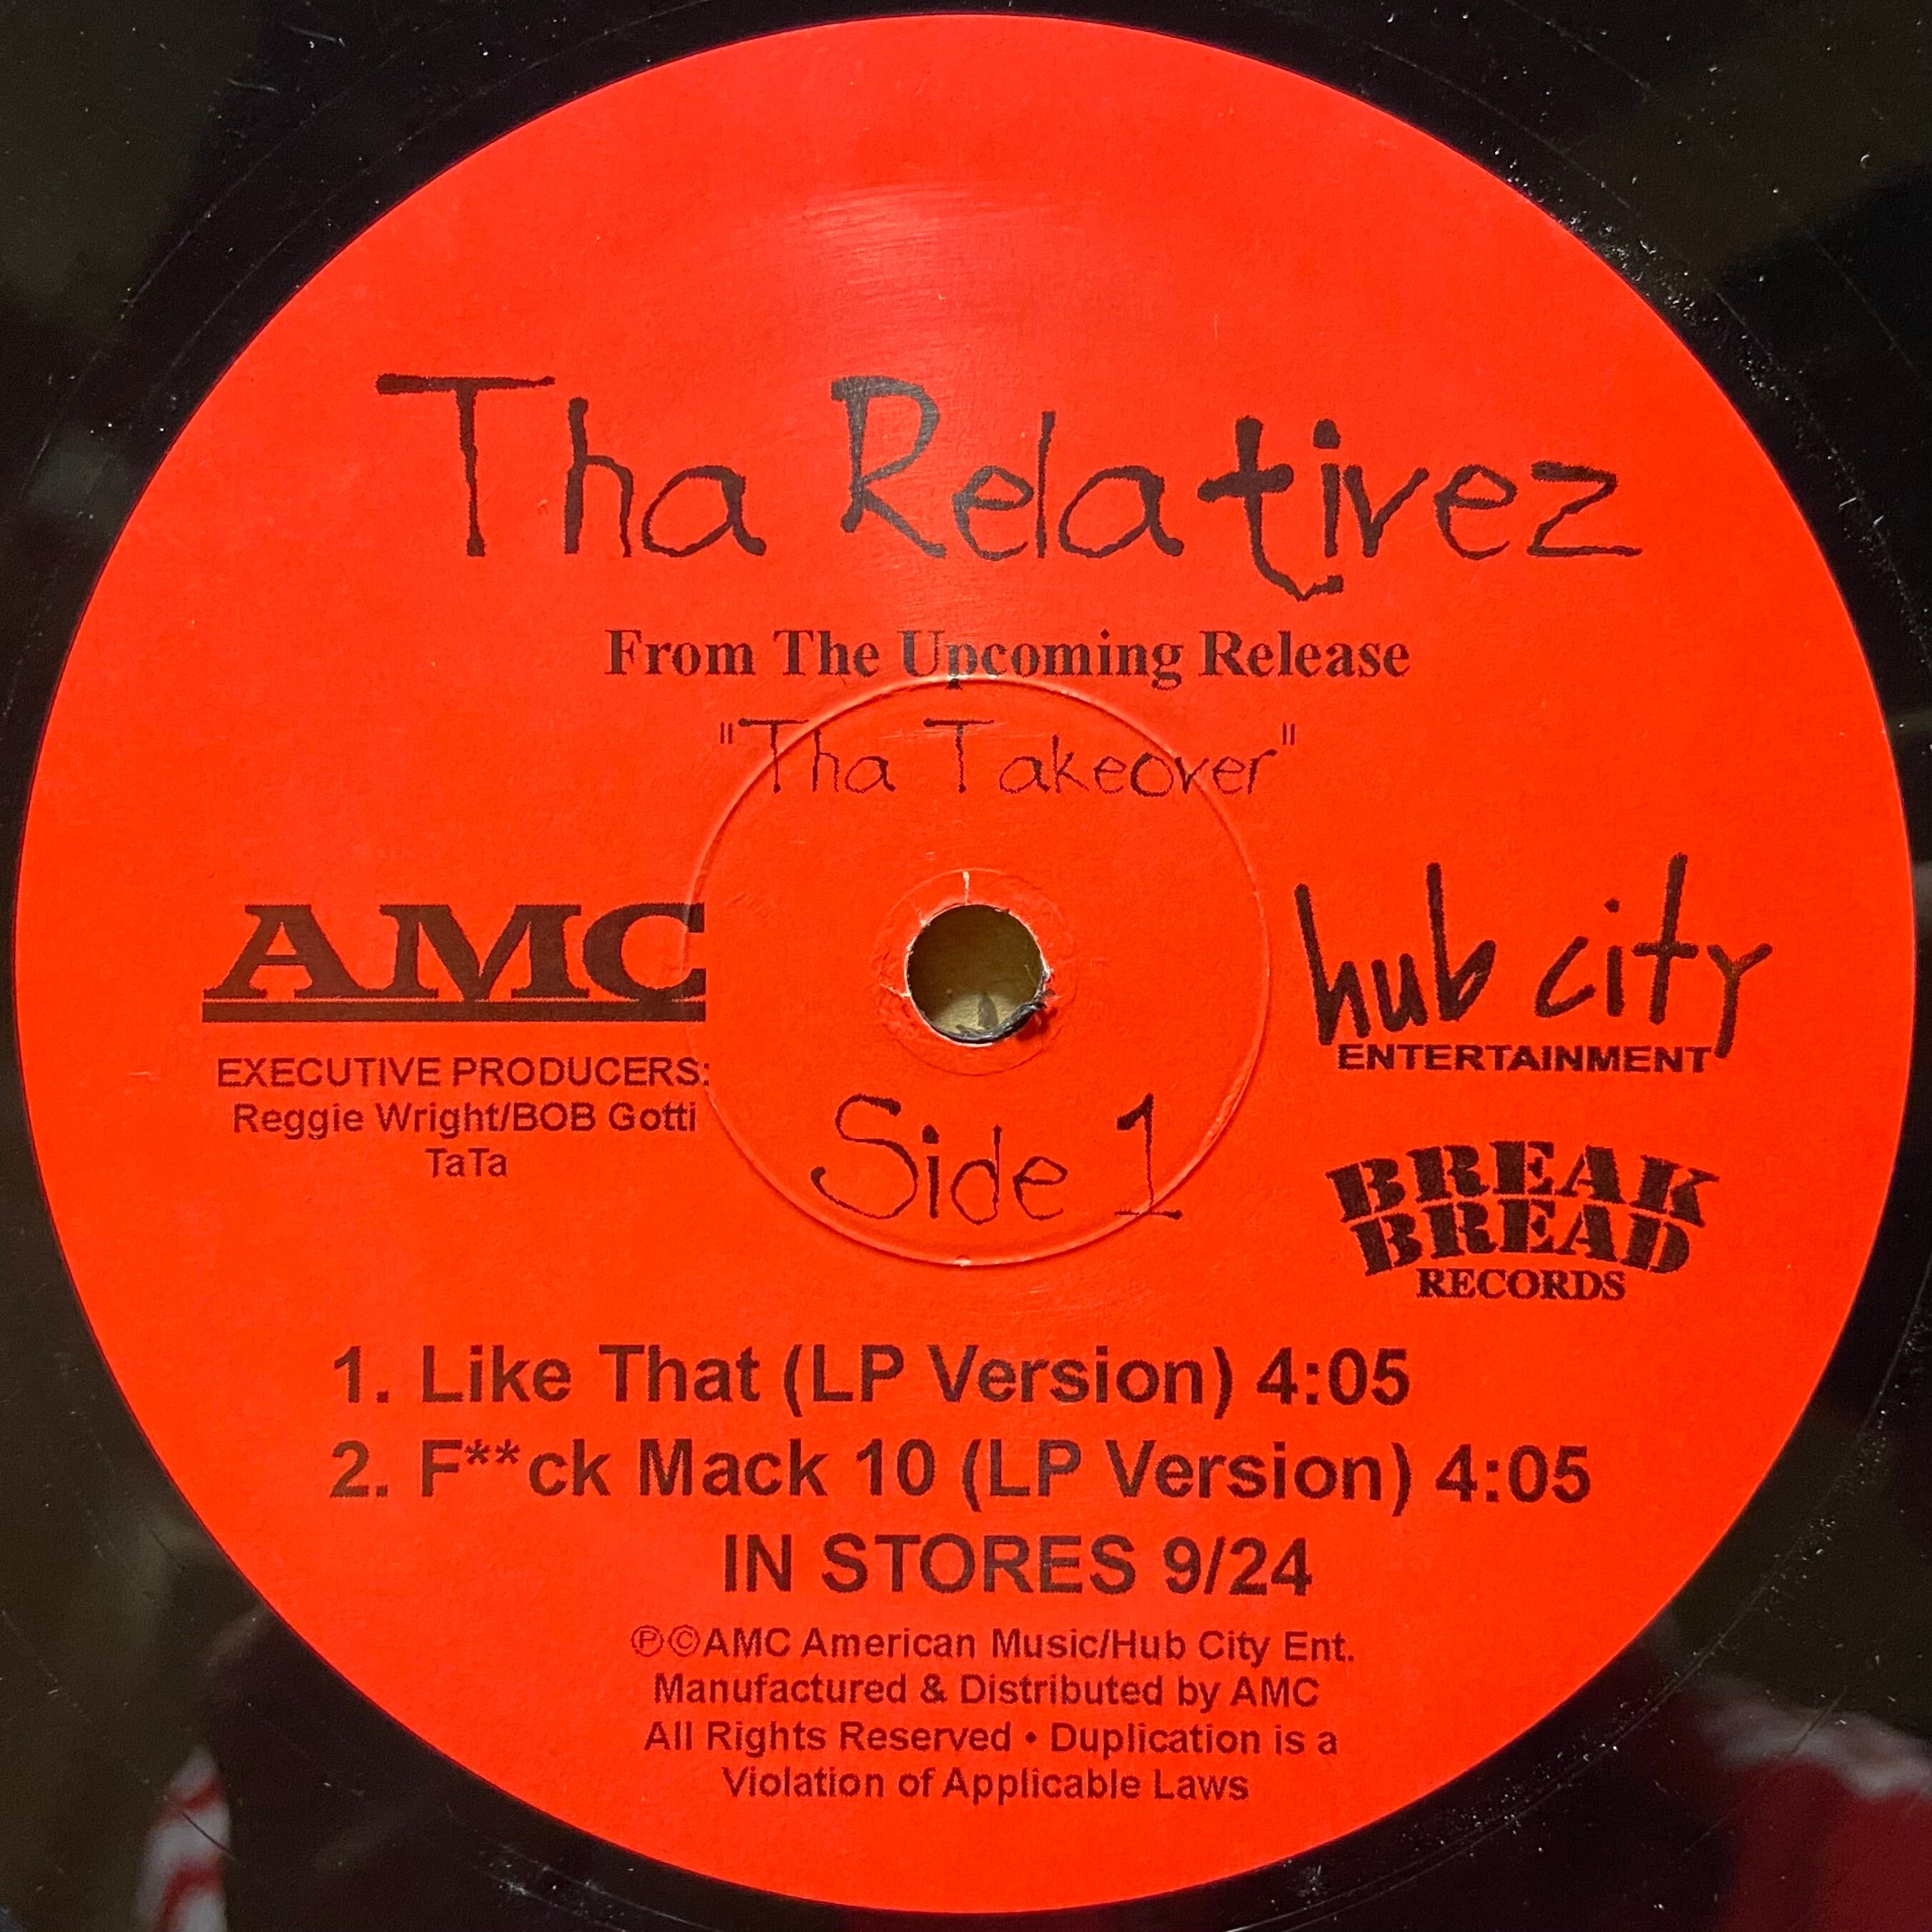 Tha Relativez
From The Upcoming Release
"Tha Takeover"
AMC
EXECUTIVE PRODUCERS:
Reggie Wright/BOB Gotti
TaTa
hub city
ENTERTAINMENT
BREAK
BREAD
RECORDS
Side 1
1. Like That (LP Version) 4:05
2. F**ck Mack 10 (LP Version) 4:05
IN STORES 9/24
℗©AMC American Music/Hub City Ent.
Manufactured & Distributed by AMC
All Rights Reserved • Duplication is a
Violation of Applicable Laws